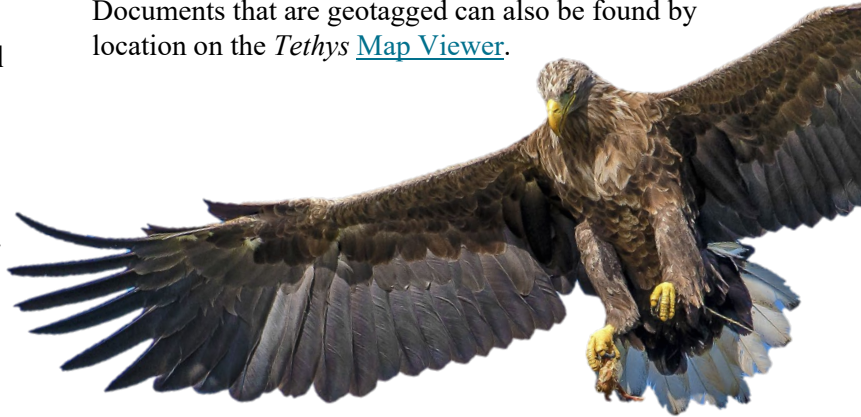 Documents that are geotagged can also be found by
location on the Tethys Map Viewer.